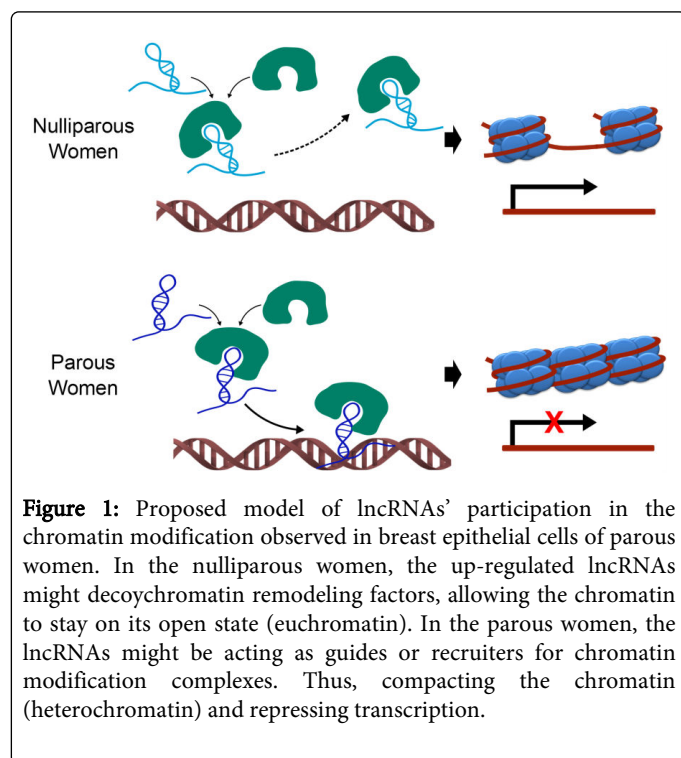 Nulliparous
Women
Parous
Women
X
Figure 1: Proposed model of lncRNAs’ participation in the
chromatin modification observed in breast epithelial cells of parous
women. In the nulliparous women, the up-regulated lncRNAs
might decoychromatin remodeling factors, allowing the chromatin
to stay on its open state (euchromatin). In the parous women, the
lncRNAs might be acting as guides or recruiters for chromatin
modification complexes. Thus, compacting the chromatin
(heterochromatin) and repressing transcription.